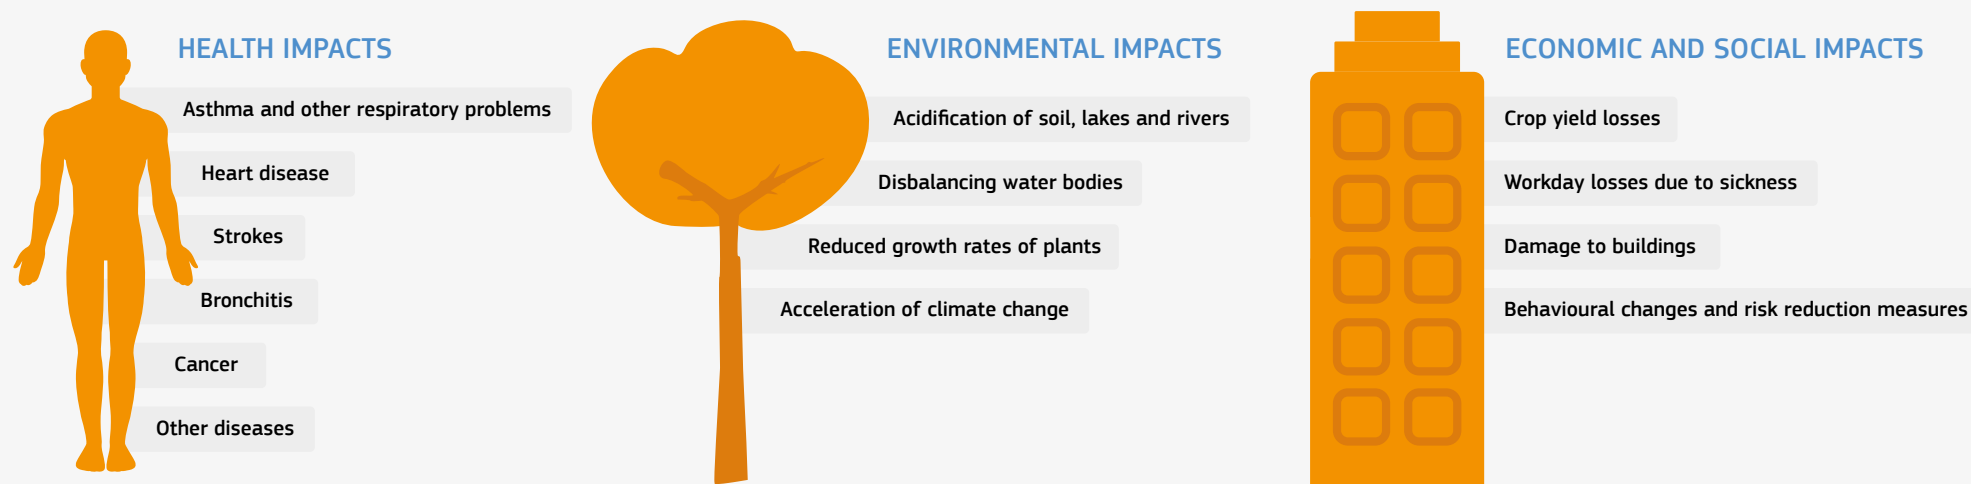 HEALTH IMPACTS
Asthma and other respiratory problems
Heart disease
Strokes
Bronchitis
Cancer
Other diseases
ENVIRONMENTAL IMPACTS
Acidification of soil, lakes and rivers
Disbalancing water bodies
Reduced growth rates of plants
Acceleration of climate change
ECONOMIC AND SOCIAL IMPACTS
Crop yield losses
Workday losses due to sickness
Damage to buildings
Behavioural changes and risk reduction measures